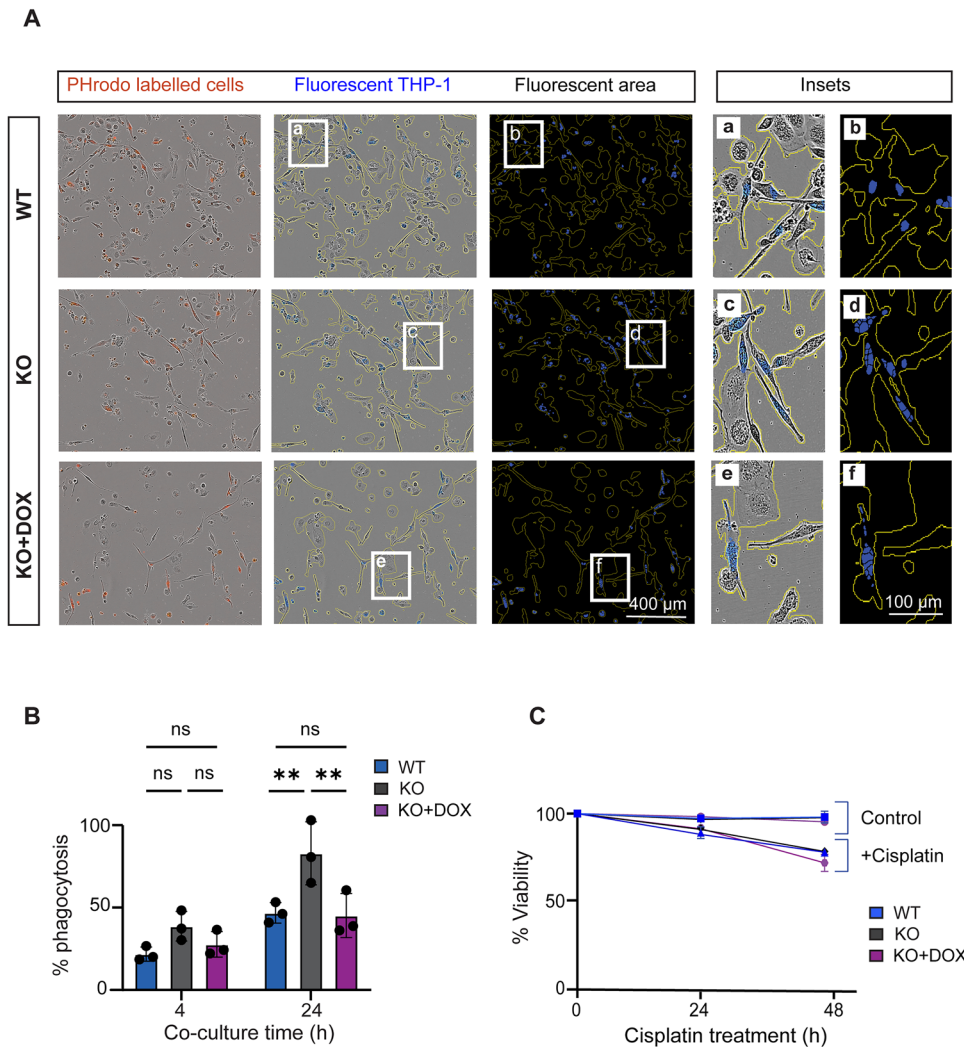 A
PHrodo labelled cells
Fluorescent THP-1
Fluorescent area
Insets
WT
a
b
a
b
KO
c
d
c
d
KO+DOX
e
f
400 µm
e
f
100 µm
B
ns
ns
ns
ns
**
**
WT
KO
KO+DOX
100
50
0
% phagocytosis
4
24
Co-culture time (h)
C
100
50
0
% Viability
Control
+Cisplatin
WT
KO
KO+DOX
0
24
48
Cisplatin treatment (h)